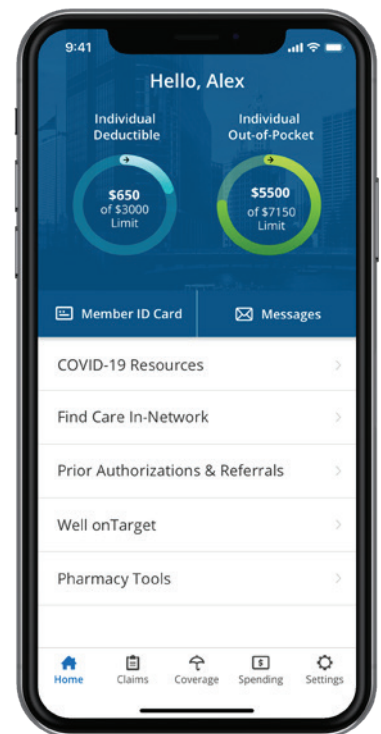 9:41
Hello, Alex
Individual
Deductible
$650
of $3000
Limit
Individual
Out-of-Pocket
$5500
of $7150
Limit
Member ID Card
Messages
COVID-19 Resources
Find Care In-Network
Prior Authorizations & Referrals
Well onTarget
Pharmacy Tools
Home
Claims
Coverage
Spending
Settings